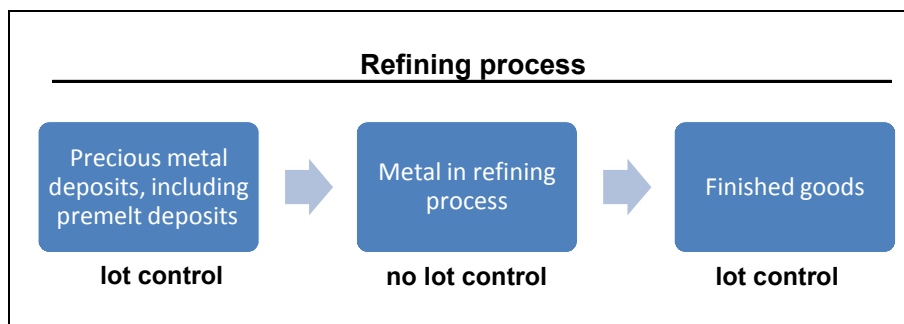 Refining process
Precious metal
deposits, including
premelt deposits
Metal in refining
process
Finished goods
lot control
no lot control
lot control